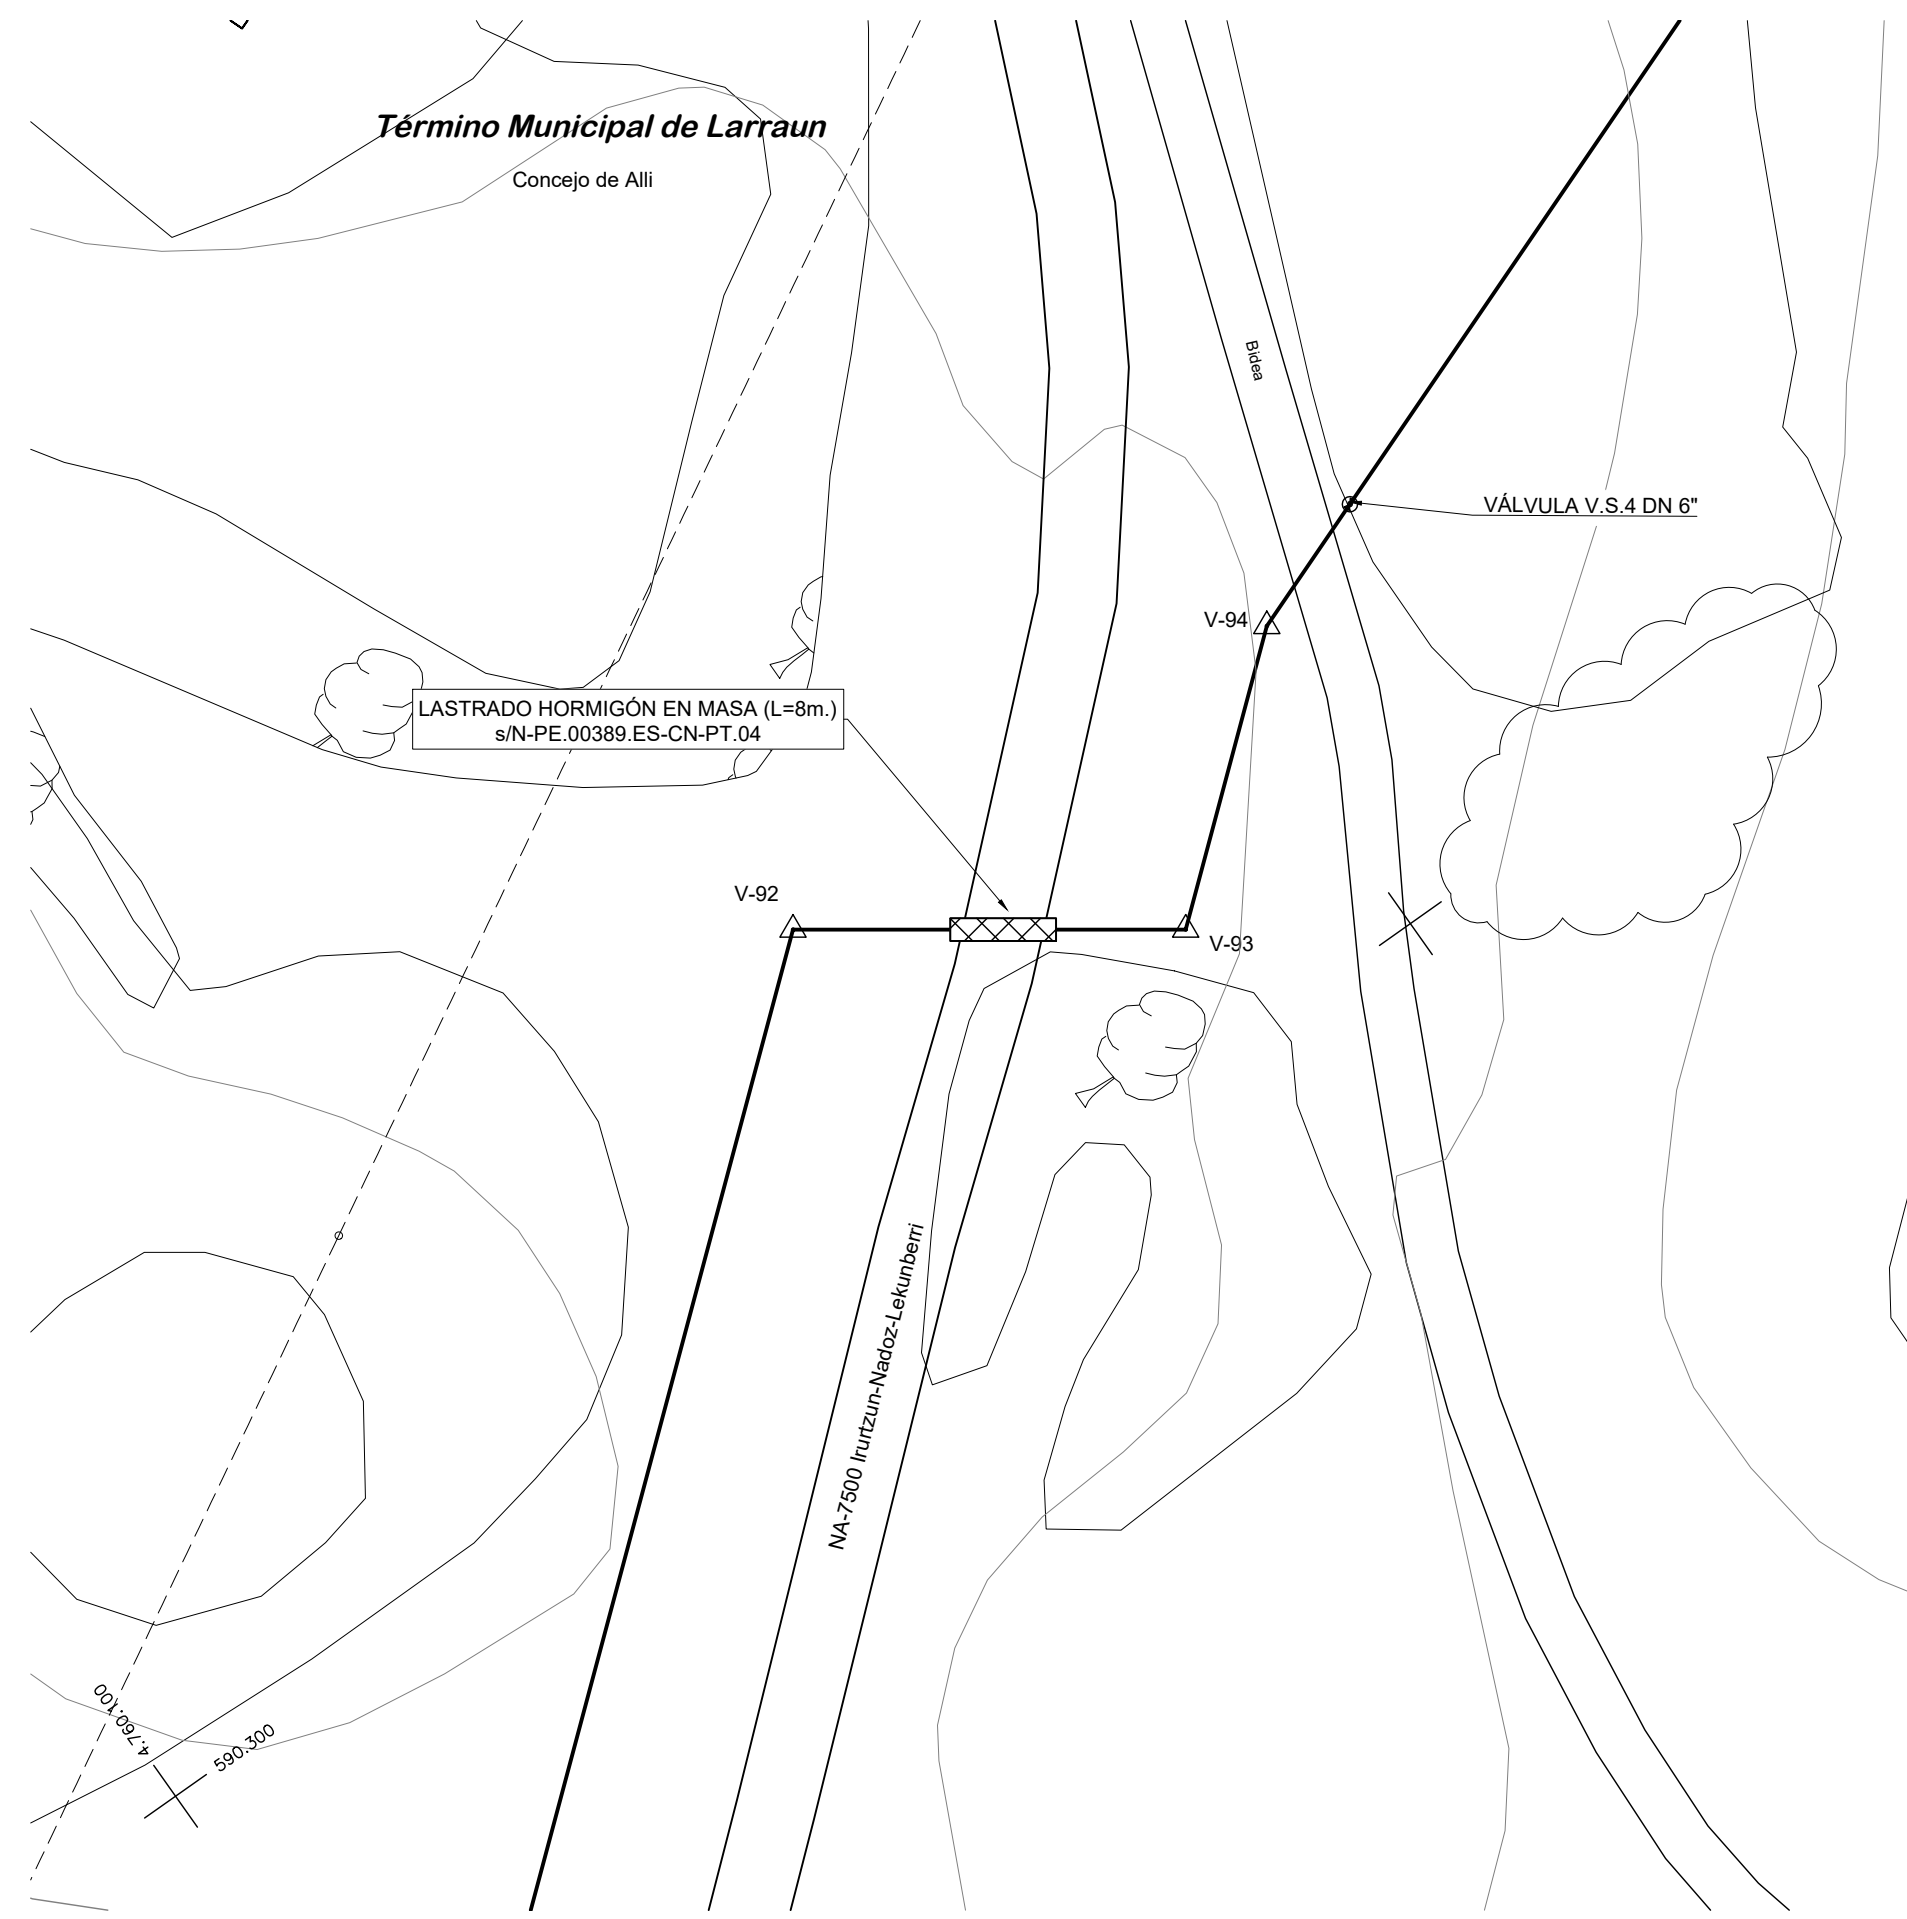 Término Municipal de Larraun
Concejo de Alli
Bidea
VÁLVULA V.S.4 DN 6"
V-94
LASTRADO HORMIGÓN EN MASA (L=8m.)
s/N-PE.00389.ES-CN-PT.04
V-92
V-93
NA-7500 Irurtzun-Nadoz-Lekunberri
4.760.100
590.300